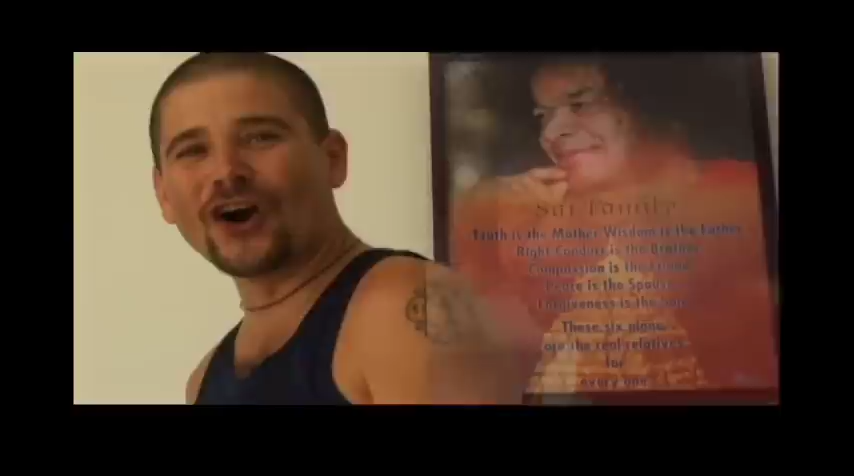 Sai Family
Truth is the Mother Wisdom is the Father
Right Conduct is the Brother
Compassion is the Friend
Peace is the Spouse
Forgiveness is the Son
These six alone
are the real relatives
for
every one